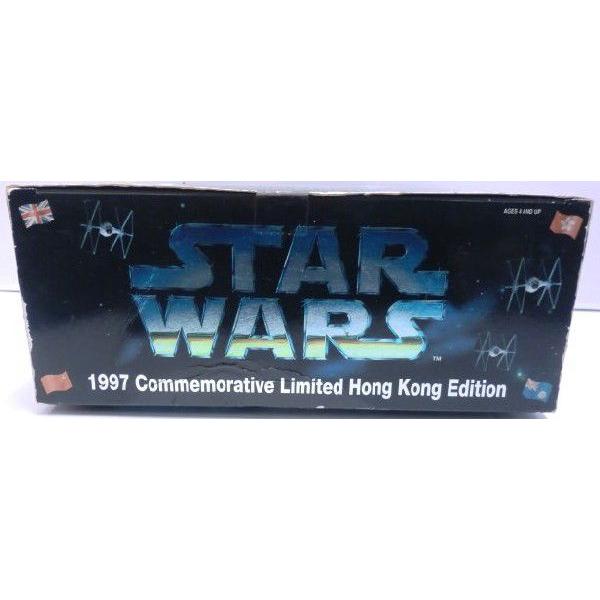 AGES 4 AND UP
STAR
WARS
TM
1997 Commemorative Limited Hong Kong Edition